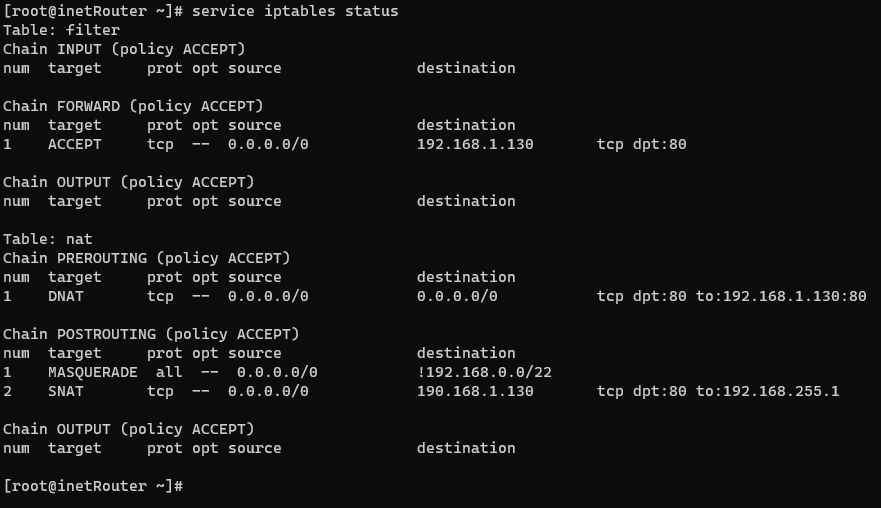 [root@inetRouter ~]# service iptables status
Table: filter
Chain INPUT (policy ACCEPT)
num  target     prot opt source               destination

Chain FORWARD (policy ACCEPT)
num  target     prot opt source               destination
1    ACCEPT     tcp  --  0.0.0.0/0            192.168.1.130       tcp dpt:80

Chain OUTPUT (policy ACCEPT)
num  target     prot opt source               destination

Table: nat
Chain PREROUTING (policy ACCEPT)
num  target     prot opt source               destination
1    DNAT       tcp  --  0.0.0.0/0            0.0.0.0/0           tcp dpt:80 to:192.168.1.130:80

Chain POSTROUTING (policy ACCEPT)
num  target     prot opt source               destination
1    MASQUERADE  all  --  0.0.0.0/0           !192.168.0.0/22
2    SNAT       tcp  --  0.0.0.0/0            190.168.1.130       tcp dpt:80 to:192.168.255.1

Chain OUTPUT (policy ACCEPT)
num  target     prot opt source               destination

[root@inetRouter ~]#